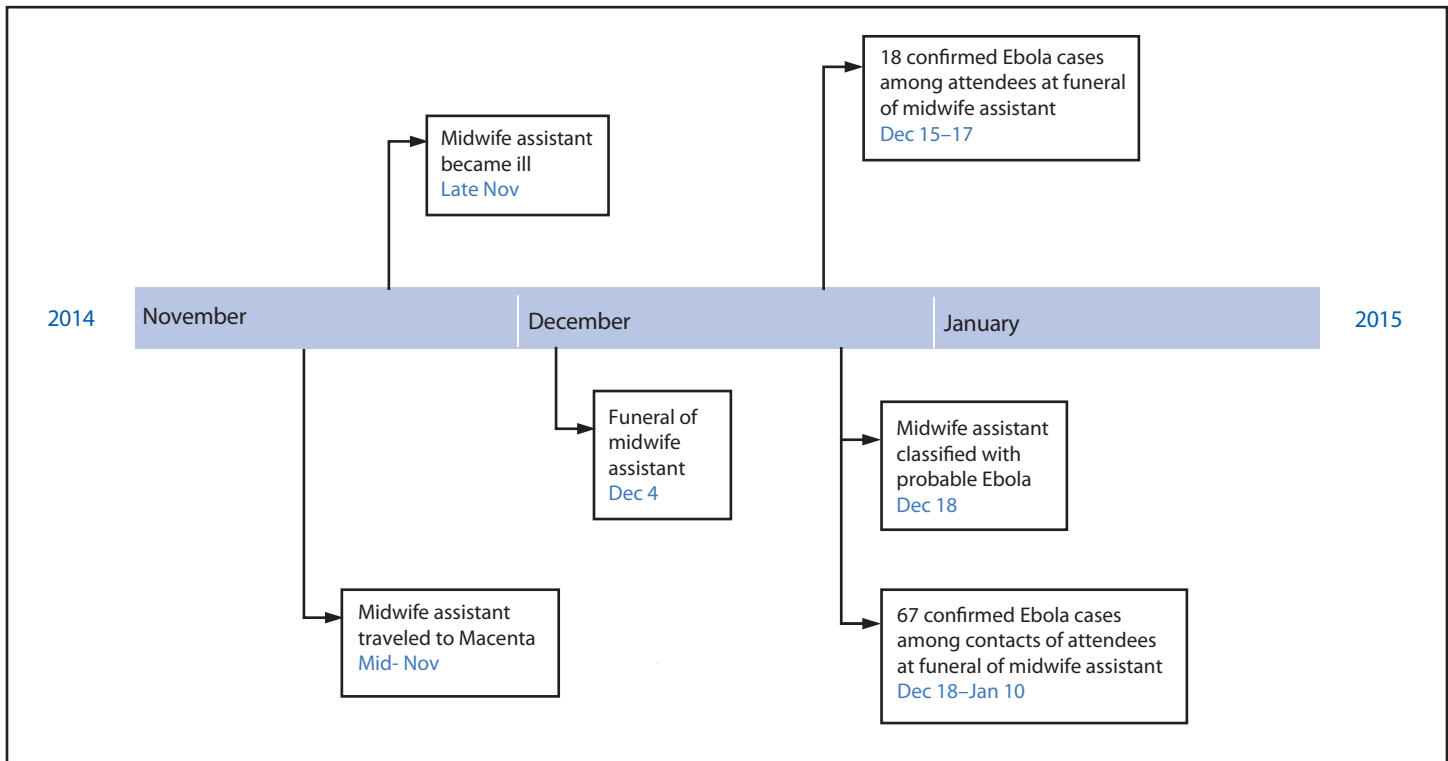 18 confirmed Ebola cases
among attendees at funeral
of midwife assistant
Dec 15–17
Midwife assistant
became ill
Late Nov
2014
November
December
January
2015
Funeral of
midwife
assistant
Dec 4
Midwife assistant
classified with
probable Ebola
Dec 18
Midwife assistant
traveled to Macenta
Mid- Nov
67 confirmed Ebola cases
among contacts of attendees
at funeral of midwife assistant
Dec 18–Jan 10